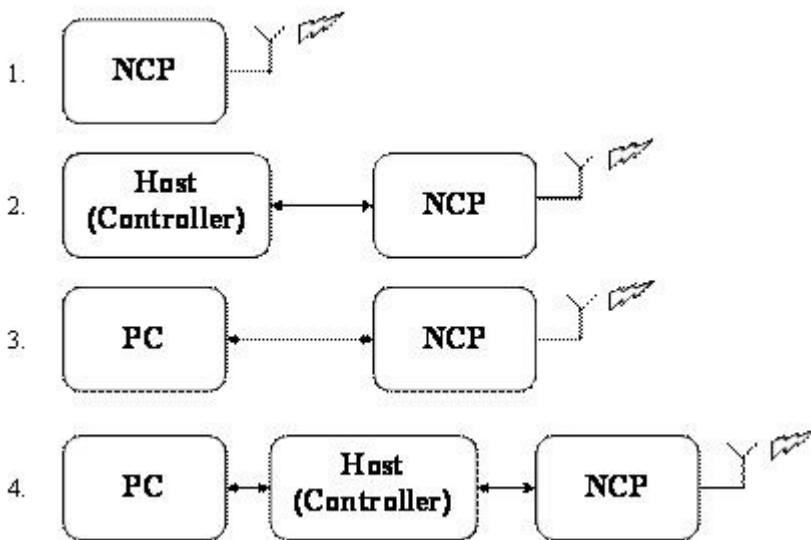 1.
NCP
2.
Host
(Controller)
NCP
3.
PC
NCP
4.
PC
Host
(Controller)
NCP